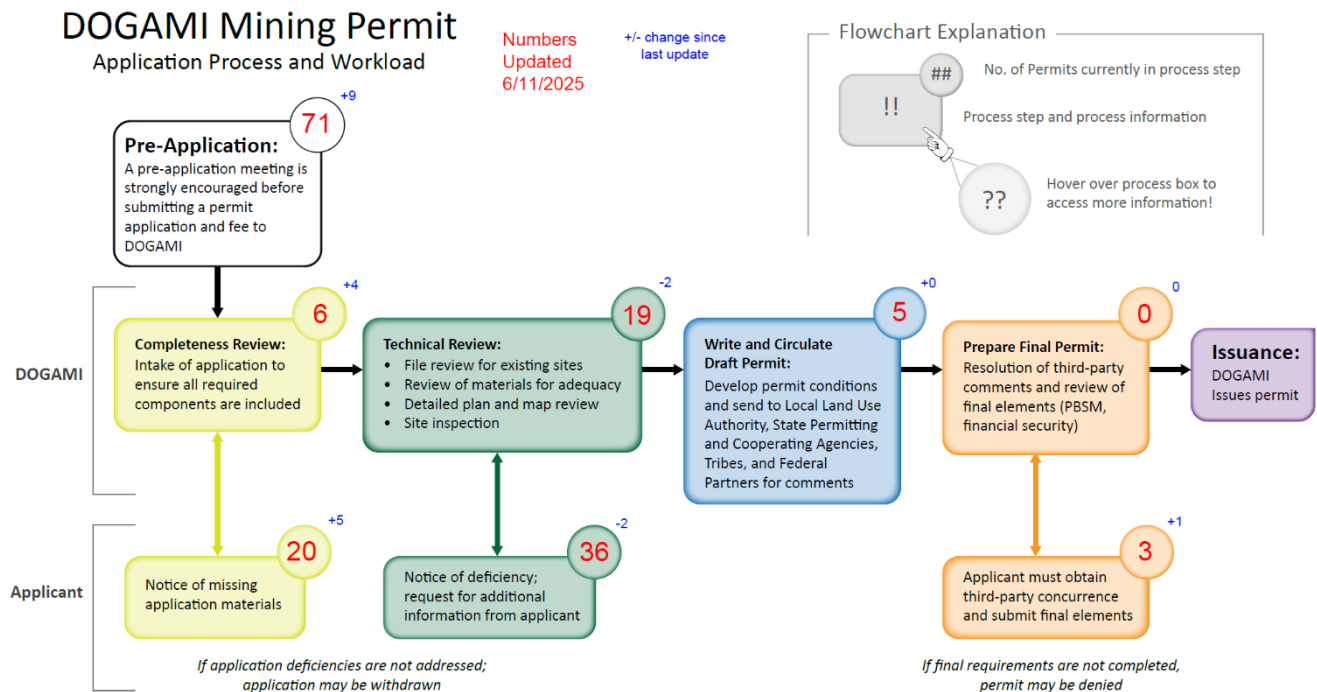 DOGAMI Mining Permit
Application Process and Workload
Numbers
Updated
6/11/2025
+/- change since
last update
Flowchart Explanation
##
No. of Permits currently in process step
!!
Process step and process information
??
Hover over process box to
access more information!
+9
71
Pre-Application:
A pre-application meeting is
strongly encouraged before
submitting a permit
application and fee to
DOGAMI
DOGAMI
+4
6
Completeness Review:
Intake of application to
ensure all required
components are included
-2
19
Technical Review:
• File review for existing sites
• Review of materials for adequacy
• Detailed plan and map review
• Site inspection
+0
5
Write and Circulate
Draft Permit:
Develop permit conditions
and send to Local Land Use
Authority, State Permitting
and Cooperating Agencies,
Tribes, and Federal
Partners for comments
0
0
Prepare Final Permit:
Resolution of third-party
comments and review of
final elements (PBSM,
financial security)
Issuance:
DOGAMI
Issues permit
Applicant
+5
20
Notice of missing
application materials
-2
36
Notice of deficiency;
request for additional
information from applicant
+1
3
Applicant must obtain
third-party concurrence
and submit final elements
If application deficiencies are not addressed;
application may be withdrawn
If final requirements are not completed,
permit may be denied